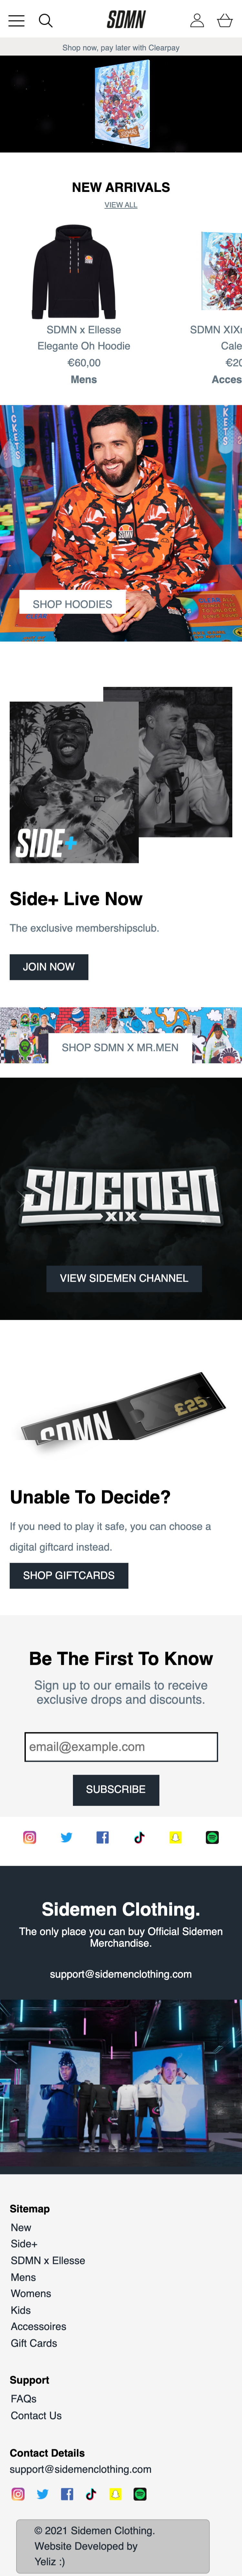 SDMN
Shop now, pay later with Clearpay
NEW ARRIVALS
VIEW ALL
SDMN x Ellesse
Elegante Oh Hoodie
€60,00
Mens
SDMN XIX
Cale
€20
Acces
SHOP HOODIES
SIDE+
Side+ Live Now
The exclusive membershipsclub.
JOIN NOW
SHOP SDMN X MR.MEN
SIDEMEN
XIX
VIEW SIDEMEN CHANNEL
SDMN
£25
Unable To Decide?
If you need to play it safe, you can choose a
digital giftcard instead.
SHOP GIFTCARDS
Be The First To Know
Sign up to our emails to receive
exclusive drops and discounts.
email@example.com
SUBSCRIBE
Sidemen Clothing.
The only place you can buy Official Sidemen
Merchandise.
support@sidemenclothing.com
Sitemap
New
Side+
SDMN x Ellesse
Mens
Womens
Kids
Accessoires
Gift Cards
Support
FAQs
Contact Us
Contact Details
support@sidemenclothing.com
© 2021 Sidemen Clothing.
Website Developed by
Yeliz :)